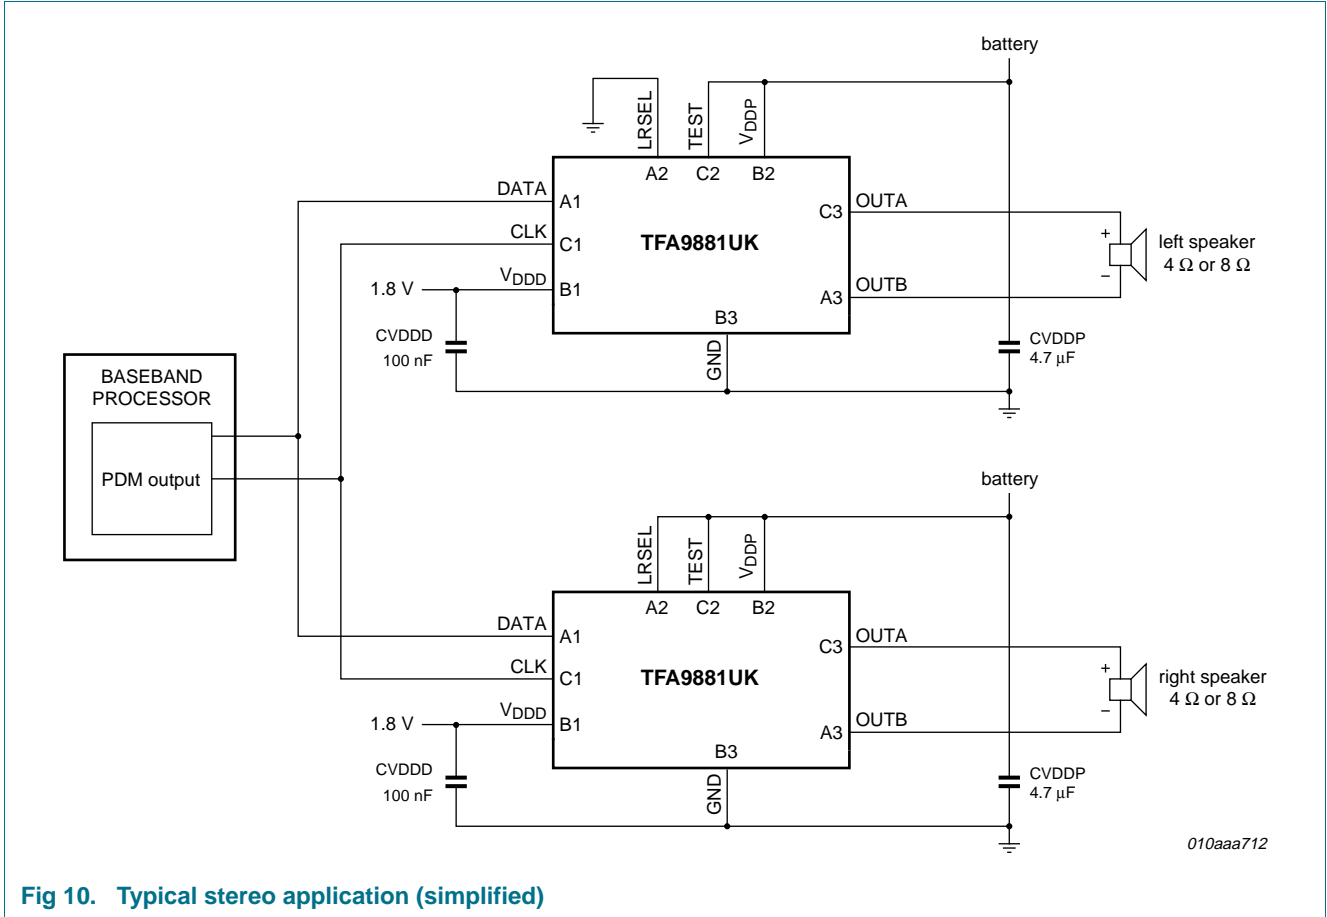 battery
LRSEL
TEST
VDDP
A2 C2 B2
DATA
A1
OUTA
C3
CLK
C1
TFA9881UK
left speaker
4 Ω or 8 Ω
+
−
1.8 V
VDDD
B1
OUTB
A3
B3
GND
CVDDD
100 nF
CVDDP
4.7 μF
BASEBAND
PROCESSOR
PDM output
battery
LRSEL
TEST
VDDP
A2 C2 B2
DATA
A1
OUTA
C3
CLK
C1
TFA9881UK
right speaker
4 Ω or 8 Ω
+
−
1.8 V
VDDD
B1
OUTB
A3
B3
GND
CVDDD
100 nF
CVDDP
4.7 μF
010aaa712
Fig 10. Typical stereo application (simplified)